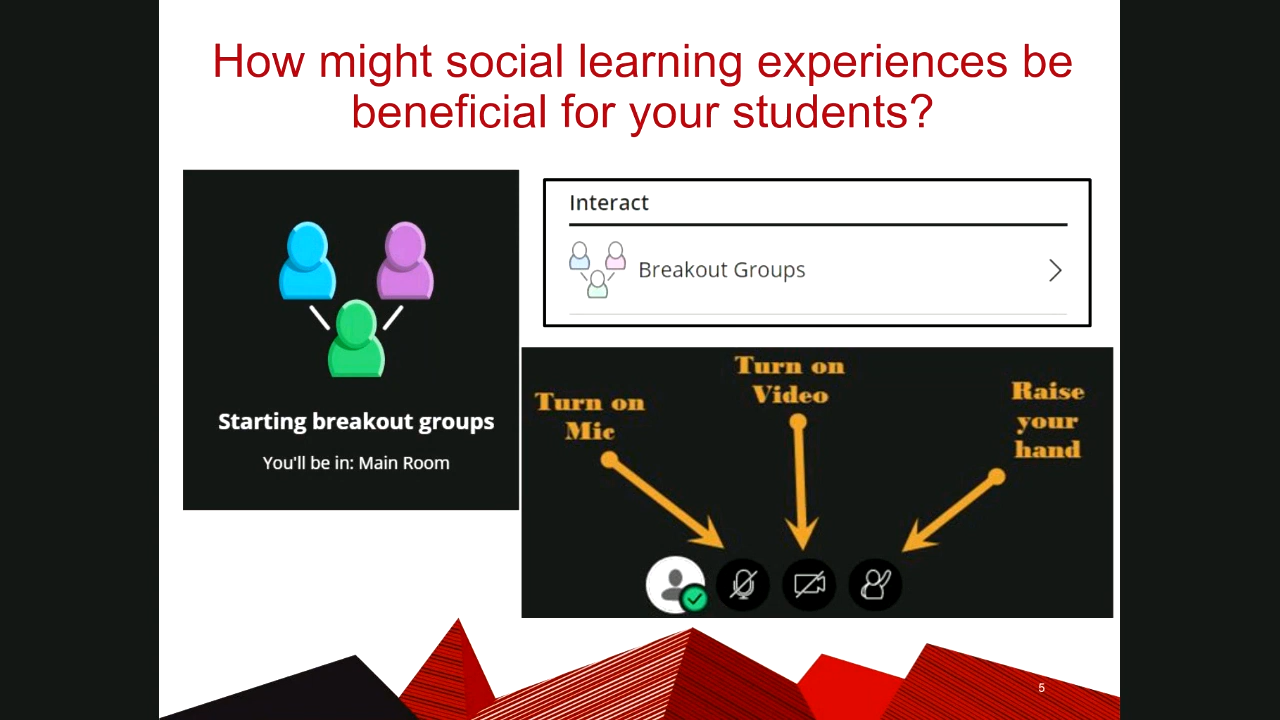 How might social learning experiences be
beneficial for your students?
Starting breakout groups
You'll be in: Main Room
Interact
Breakout Groups
Turn on
Mic
Turn on
Video
Raise
your
hand
5